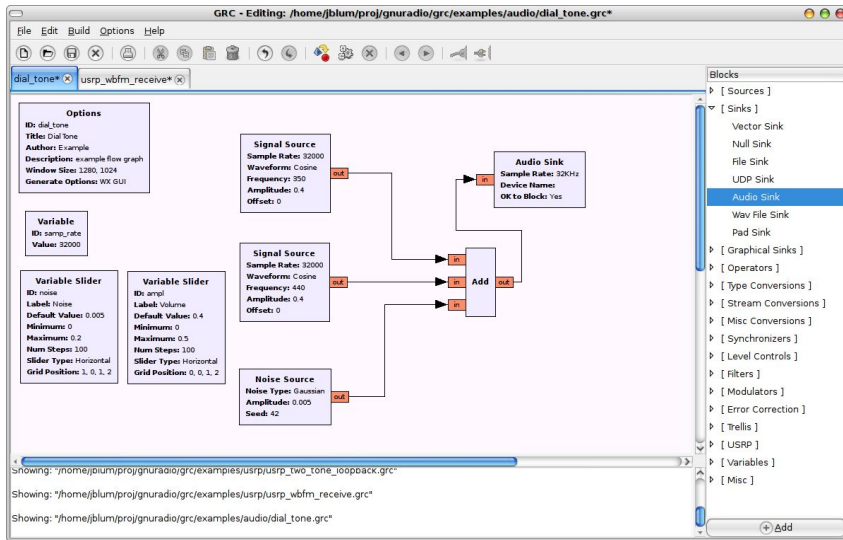 GRC - Editing: /home/jblum/proj/gnuradio/grc/examples/audio/dial_tone.grc*
File Edit Build Options Help
dial_tone* usrp_wbfm_receive*
Options
ID: dial_tone
Title: Dial Tone
Author: Example
Description: example flow graph
Window Size: 1280, 1024
Generate Options: WX GUI
Variable
ID: samp_rate
Value: 32000
Variable Slider
ID: noise
Label: Noise
Default Value: 0.005
Minimum: 0
Maximum: 0.2
Num Steps: 100
Slider Type: Horizontal
Grid Position: 1, 0, 1, 2
Variable Slider
ID: ampl
Label: Volume
Default Value: 0.4
Minimum: 0
Maximum: 0.5
Num Steps: 100
Slider Type: Horizontal
Grid Position: 0, 0, 1, 2
Signal Source
Sample Rate: 32000
Waveform: Cosine
Frequency: 350
Amplitude: 0.4
Offset: 0
out
Signal Source
Sample Rate: 32000
Waveform: Cosine
Frequency: 440
Amplitude: 0.4
Offset: 0
out
Noise Source
Noise Type: Gaussian
Amplitude: 0.005
Seed: 42
out
in
in
in
Add
out
in
Audio Sink
Sample Rate: 32KHz
Device Name:
OK to Block: Yes
Showing: "/home/jblum/proj/gnuradio/grc/examples/usrp/usrp_two_tone_loopback.grc"
Showing: "/home/jblum/proj/gnuradio/grc/examples/usrp/usrp_wbfm_receive.grc"
Showing: "/home/jblum/proj/gnuradio/grc/examples/audio/dial_tone.grc"
Blocks
[ Sources ]
[ Sinks ]
Vector Sink
Null Sink
File Sink
UDP Sink
Audio Sink
Wav File Sink
Pad Sink
[ Graphical Sinks ]
[ Operators ]
[ Type Conversions ]
[ Stream Conversions ]
[ Misc Conversions ]
[ Synchronizers ]
[ Level Controls ]
[ Filters ]
[ Modulators ]
[ Error Correction ]
[ Trellis ]
[ USRP ]
[ Variables ]
[ Misc ]
Add